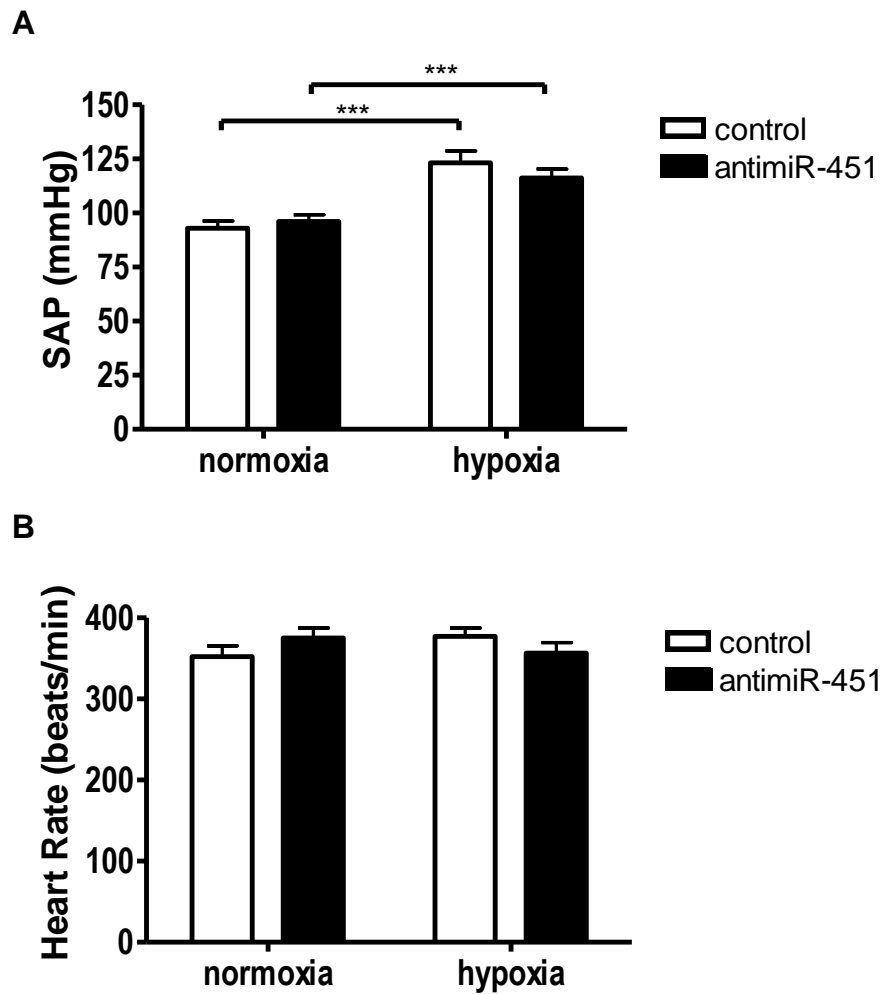 A
***
***
150
125
100
75
50
25
0
SAP (mmHg)
normoxia
hypoxia
control
antimiR-451
B
400
300
200
100
0
Heart Rate (beats/min)
normoxia
hypoxia
control
antimiR-451